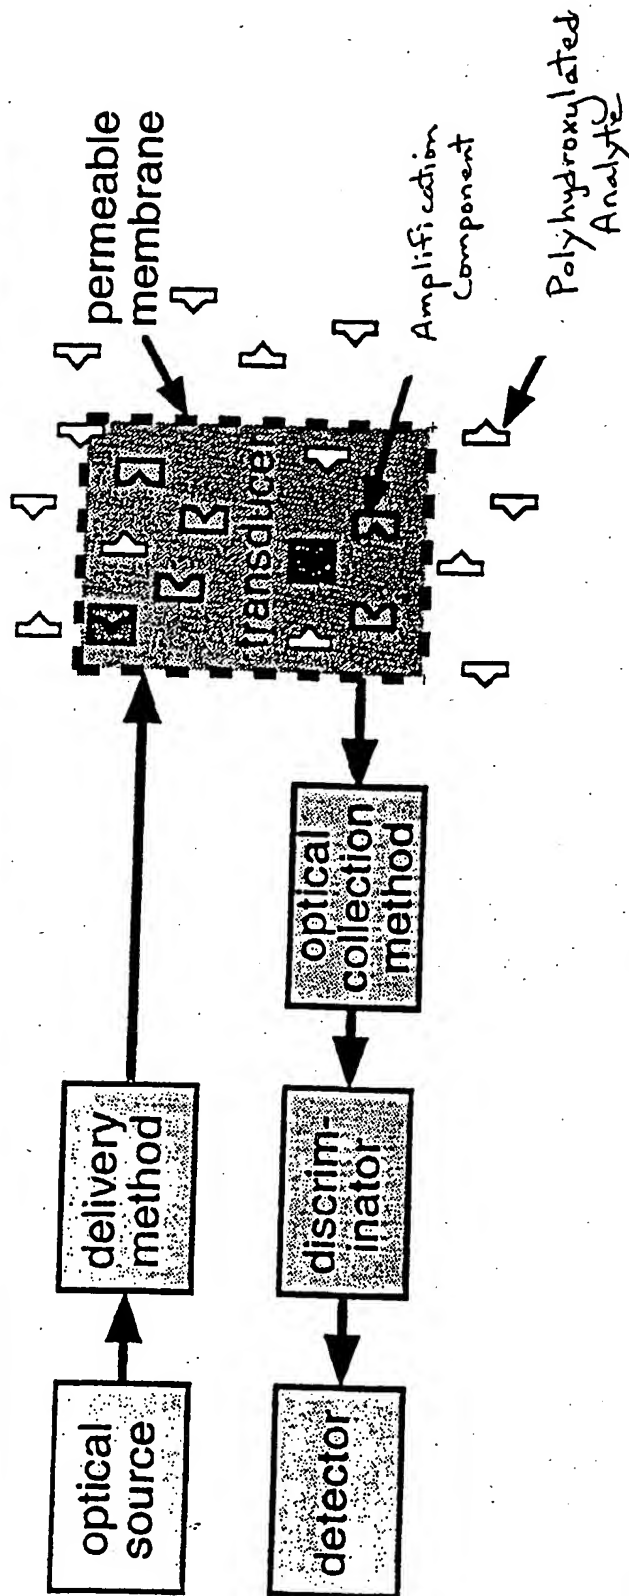 optical
source
delivery
method
permeable
membrane
transducer
Amplification
Component
Polyhydroxylated
Analyte
optical
collection
method
discrim-
inator
detector